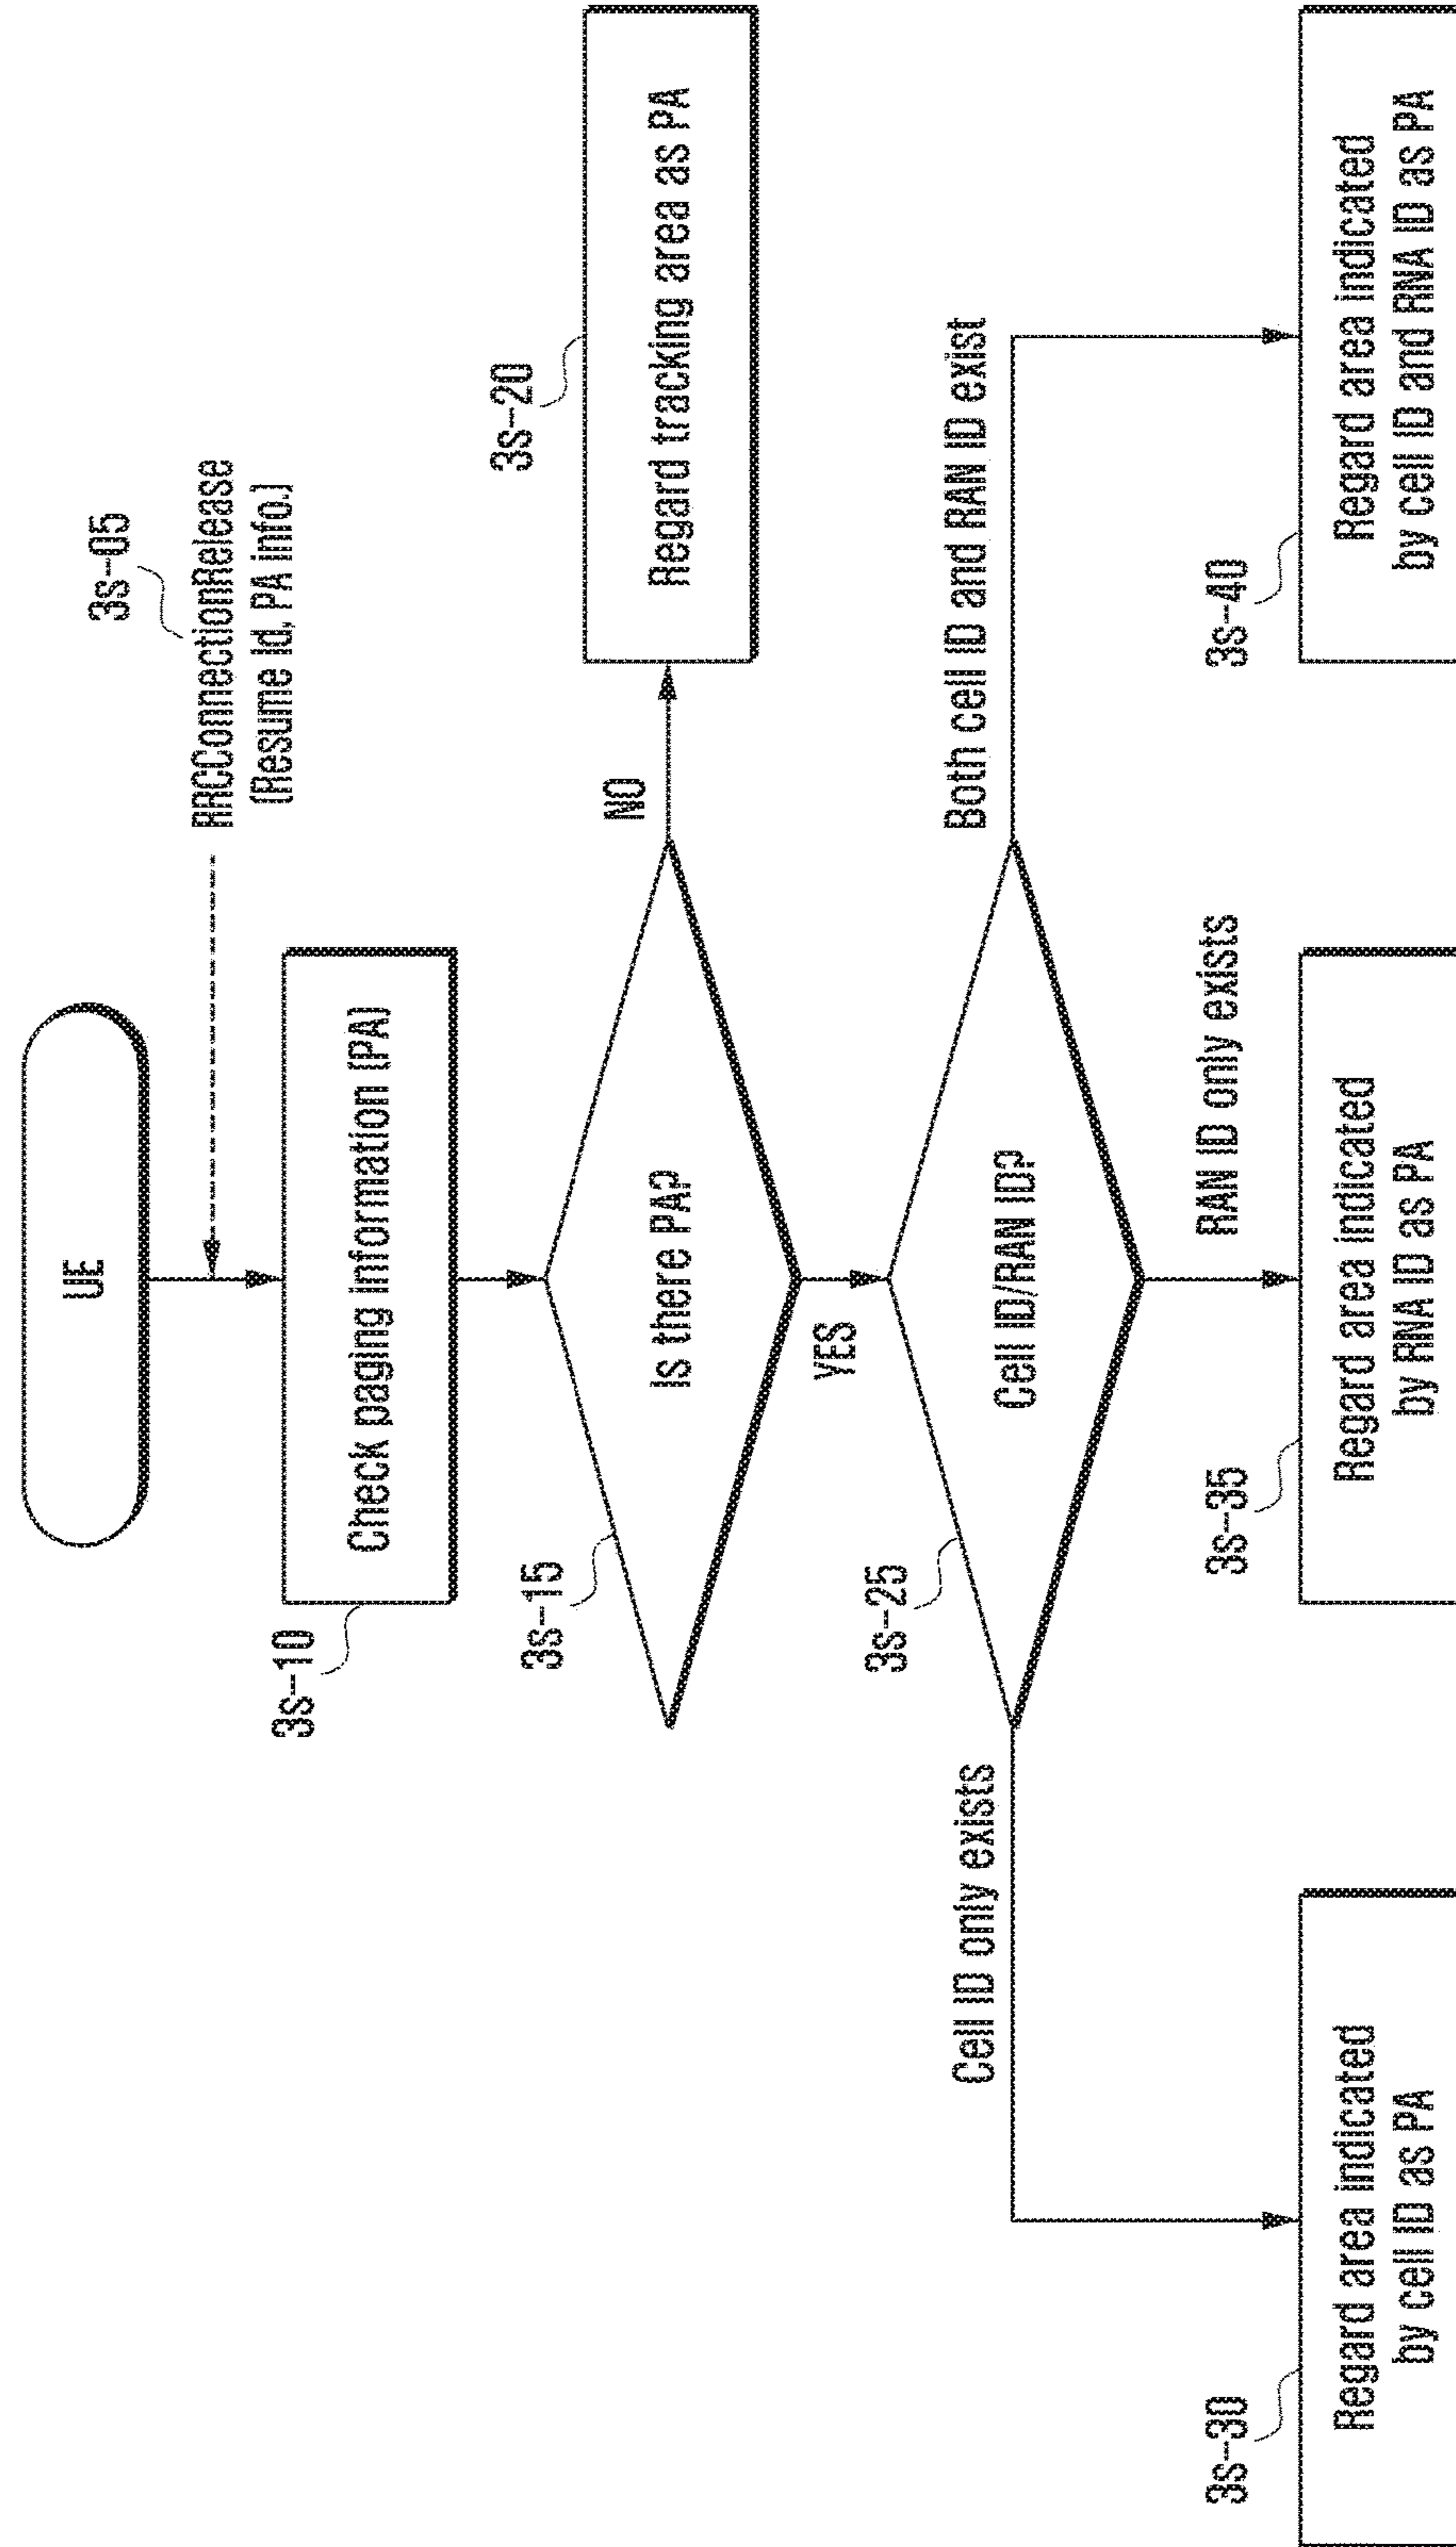 UE
3s-05
RRCConnectionRelease
(Resume Id, PA info.)
3s-10
Check paging information (PA)
3s-15
Is there PA?
NO
3s-20
Regard tracking area as PA
YES
3s-25
Cell ID/RAN ID?
Cell ID only exists
Both cell ID and RAN ID exist
RAN ID only exists
3s-30
Regard area indicated
by cell ID as PA
3s-35
Regard area indicated
by RNA ID as PA
3s-40
Regard area indicated
by cell ID and RNA ID as PA